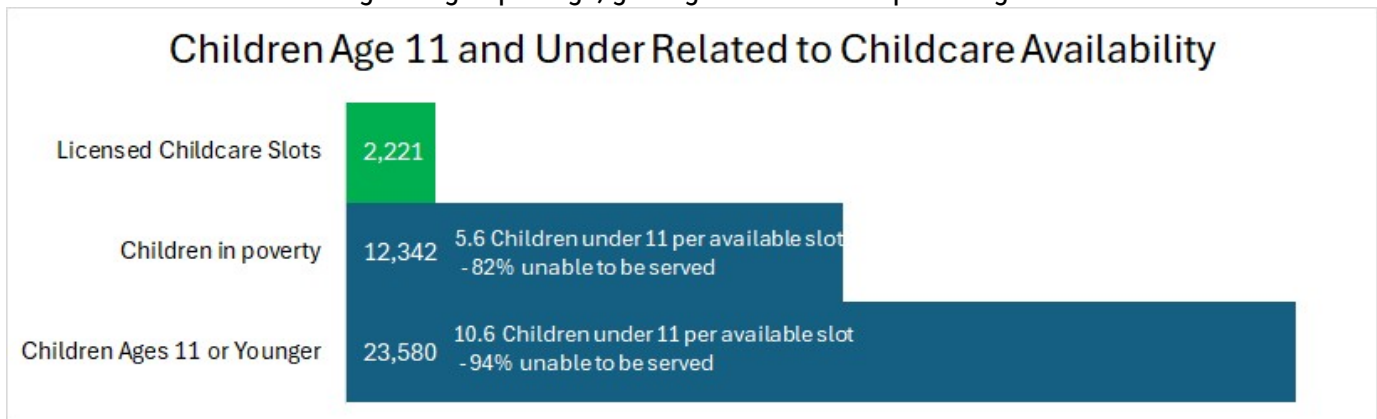 Children Age 11 and Under Related to Childcare Availability
Licensed Childcare Slots
2,221
Children in poverty
12,342
5.6 Children under 11 per available slot
- 82% unable to be served
Children Ages 11 or Younger
23,580
10.6 Children under 11 per available slot
- 94% unable to be served